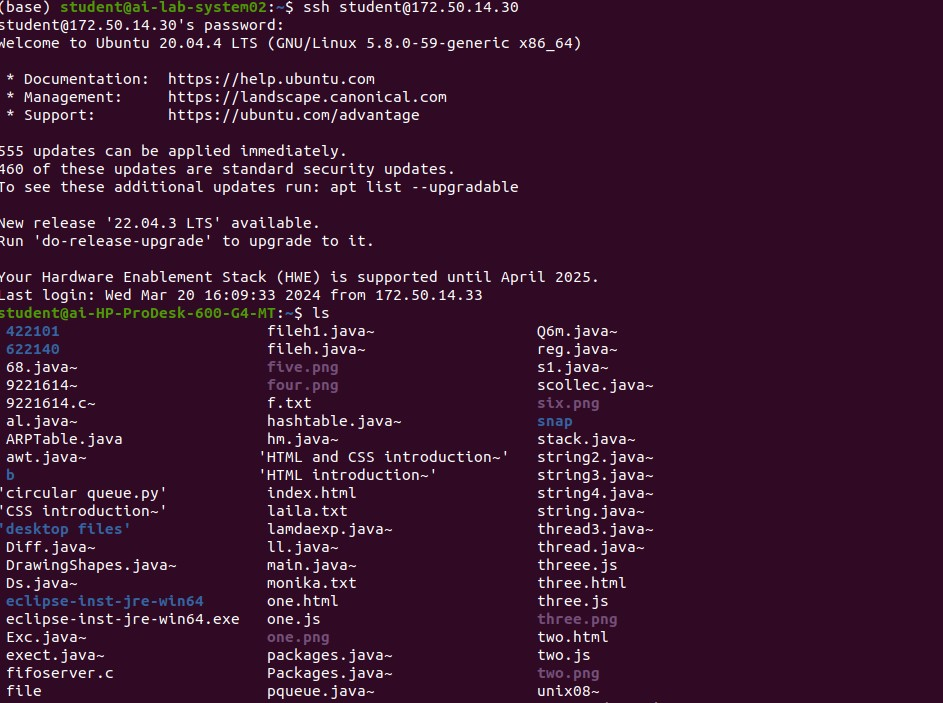 (base) student@ai-lab-system02:~$ ssh student@172.50.14.30
student@172.50.14.30's password:
Welcome to Ubuntu 20.04.4 LTS (GNU/Linux 5.8.0-59-generic x86_64)
* Documentation:  https://help.ubuntu.com
* Management:     https://landscape.canonical.com
* Support:        https://ubuntu.com/advantage
555 updates can be applied immediately.
460 of these updates are standard security updates.
To see these additional updates run: apt list --upgradable
New release '22.04.3 LTS' available.
Run 'do-release-upgrade' to upgrade to it.
Your Hardware Enablement Stack (HWE) is supported until April 2025.
Last login: Wed Mar 20 16:09:33 2024 from 172.50.14.33
student@ai-HP-ProDesk-600-G4-MT:~$ ls
422101 fileh1.java~ Q6m.java~
622140 fileh.java~ reg.java~
68.java~ five.png s1.java~
9221614~ four.png scollec.java~
9221614.c~ f.txt six.png
al.java~ hashtable.java~ snap
ARPTable.java hm.java~ stack.java~
awt.java~ 'HTML and CSS introduction~' string2.java~
b 'HTML introduction~' string3.java~
'circular queue.py' index.html string4.java~
'CSS introduction~' laila.txt string.java~
'desktop files' lamdaexp.java~ thread3.java~
Diff.java~ ll.java~ thread.java~
DrawingShapes.java~ main.java~ threee.js
Ds.java~ monika.txt three.html
eclipse-inst-jre-win64 one.html three.js
eclipse-inst-jre-win64.exe one.js three.png
Exc.java~ one.png two.html
exect.java~ packages.java~ two.js
fifoserver.c Packages.java~ two.png
file pqueue.java~ unix08~